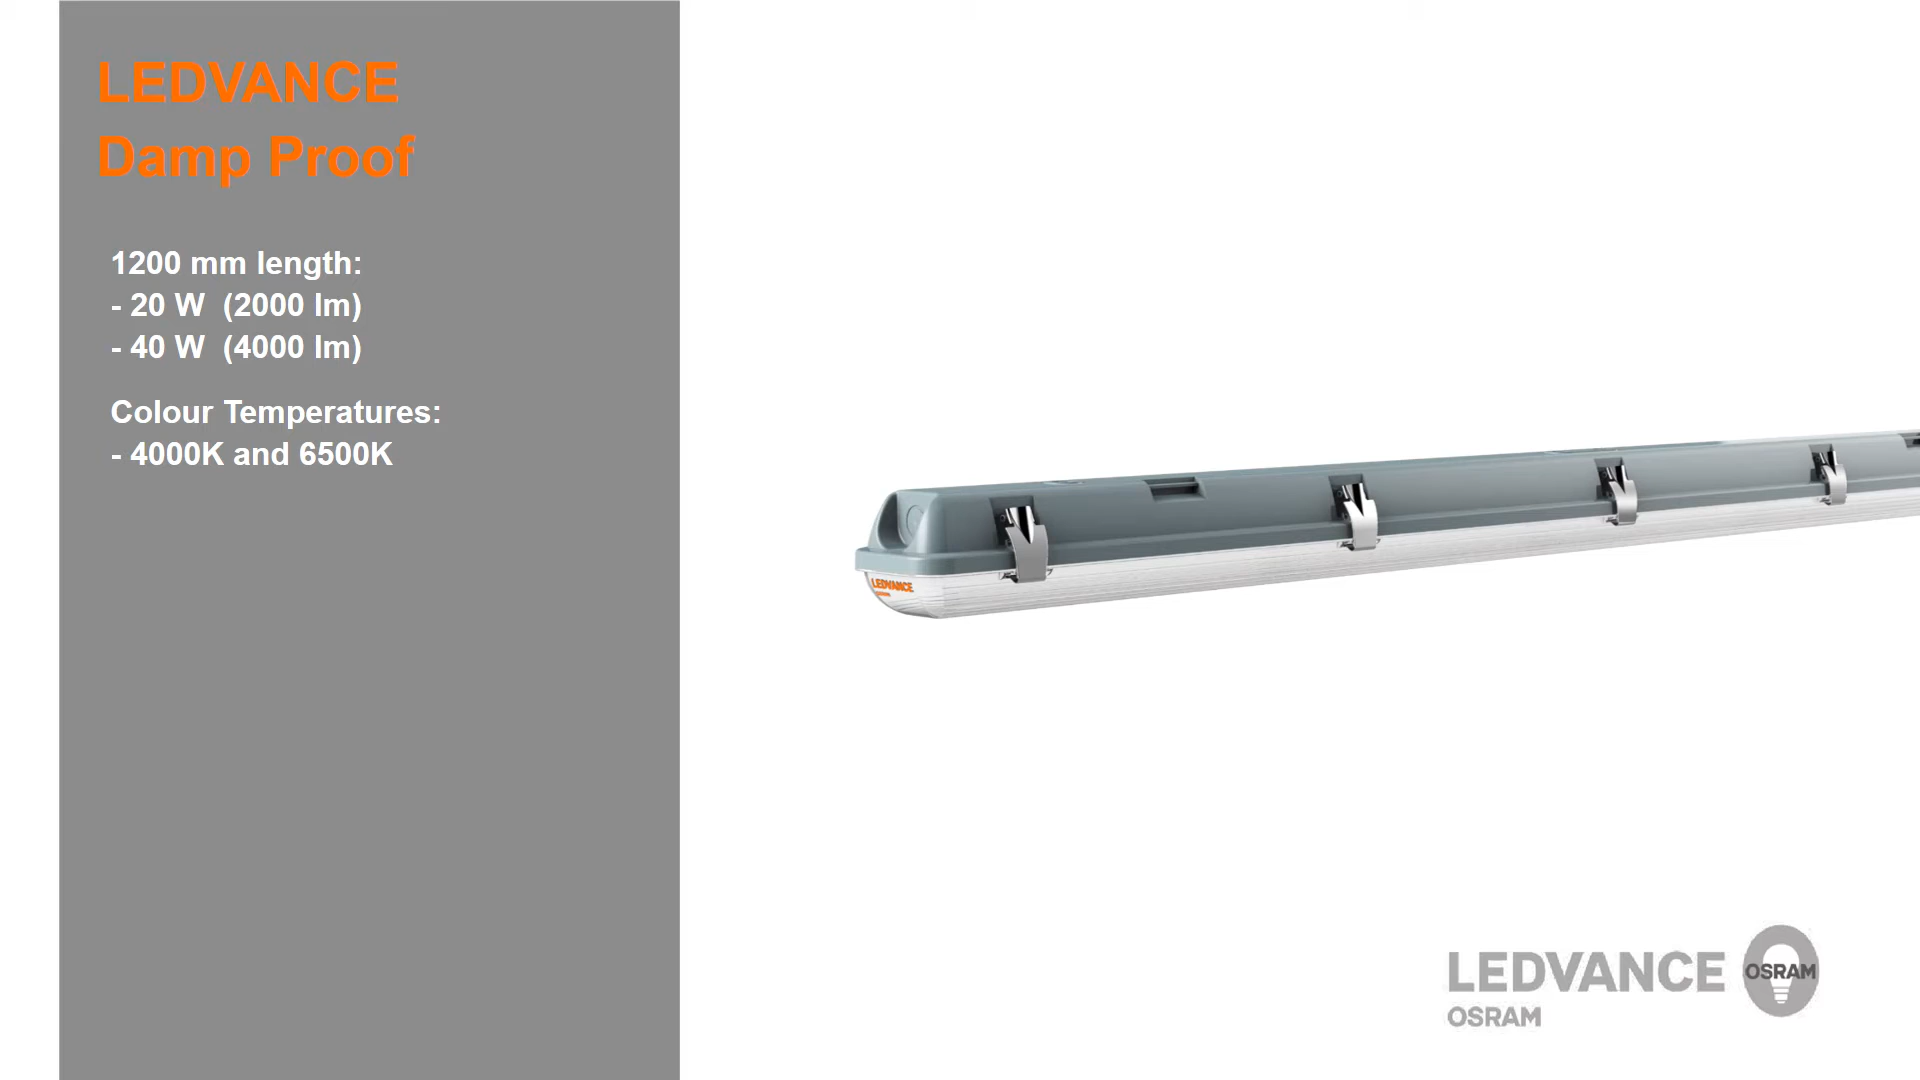 LEDVANCE
Damp Proof
1200 mm length:
- 20 W (2000 lm)
- 40 W (4000 lm)
Colour Temperatures:
- 4000K and 6500K
LEDVANCE
LEDVANCE
OSRAM
OSRAM